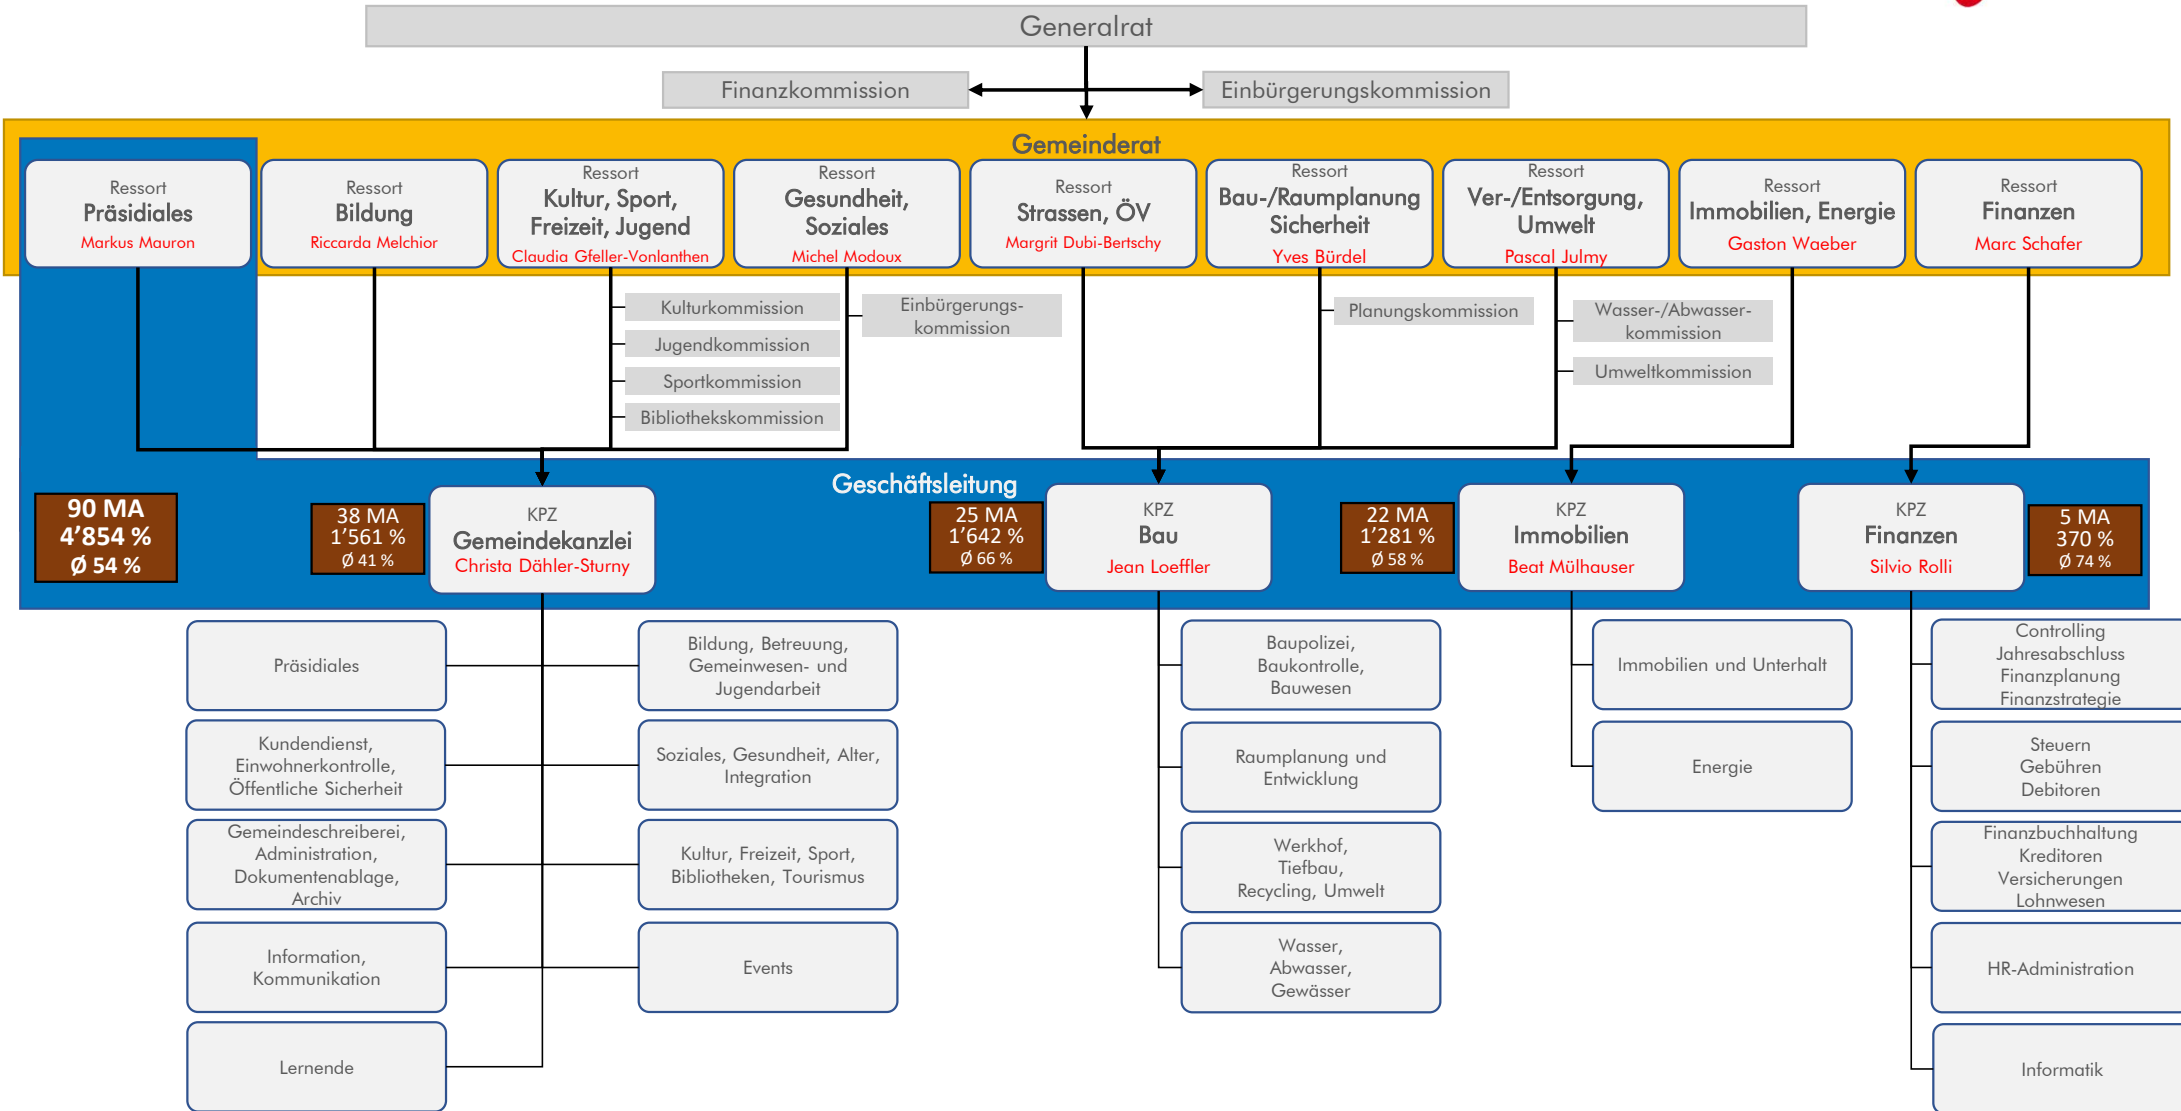 Generalrat
Finanzkommission
Einbürgerungskommission
Gemeinderat
Ressort
Präsidiales
Markus Mauron
Ressort
Bildung
Riccarda Melchior
Ressort
Kultur, Sport,
Freizeit, Jugend
Claudia Gfeller-Vonlanthen
Ressort
Gesundheit,
Soziales
Michel Modoux
Ressort
Strassen, ÖV
Margrit Dubi-Bertschy
Ressort
Bau-/Raumplanung
Sicherheit
Yves Bürdel
Ressort
Ver-/Entsorgung,
Umwelt
Pascal Julmy
Ressort
Immobilien, Energie
Gaston Waeber
Ressort
Finanzen
Marc Schafer
Kulturkommission
Jugendkommission
Sportkommission
Bibliothekskommission
Einbürgerungs-
kommission
Planungskommission
Wasser-/Abwasser-
kommission
Umweltkommission
Geschäftsleitung
90 MA
4’854 %
Ø 54 %
38 MA
1’561 %
Ø 41 %
KPZ
Gemeindekanzlei
Christa Dähler-Sturny
25 MA
1’642 %
Ø 66 %
KPZ
Bau
Jean Loeffler
22 MA
1’281 %
Ø 58 %
KPZ
Immobilien
Beat Mülhauser
KPZ
Finanzen
Silvio Rolli
5 MA
370 %
Ø 74 %
Präsidiales
Kundendienst,
Einwohnerkontrolle,
Öffentliche Sicherheit
Gemeindeschreiberei,
Administration,
Dokumentenablage,
Archiv
Information,
Kommunikation
Lernende
Bildung, Betreuung,
Gemeinwesen- und
Jugendarbeit
Soziales, Gesundheit, Alter,
Integration
Kultur, Freizeit, Sport,
Bibliotheken, Tourismus
Events
Baupolizei,
Baukontrolle,
Bauwesen
Raumplanung und
Entwicklung
Werkhof,
Tiefbau,
Recycling, Umwelt
Wasser,
Abwasser,
Gewässer
Immobilien und Unterhalt
Energie
Controlling
Jahresabschluss
Finanzplanung
Finanzstrategie
Steuern
Gebühren
Debitoren
Finanzbuchhaltung
Kreditoren
Versicherungen
Lohnwesen
HR-Administration
Informatik